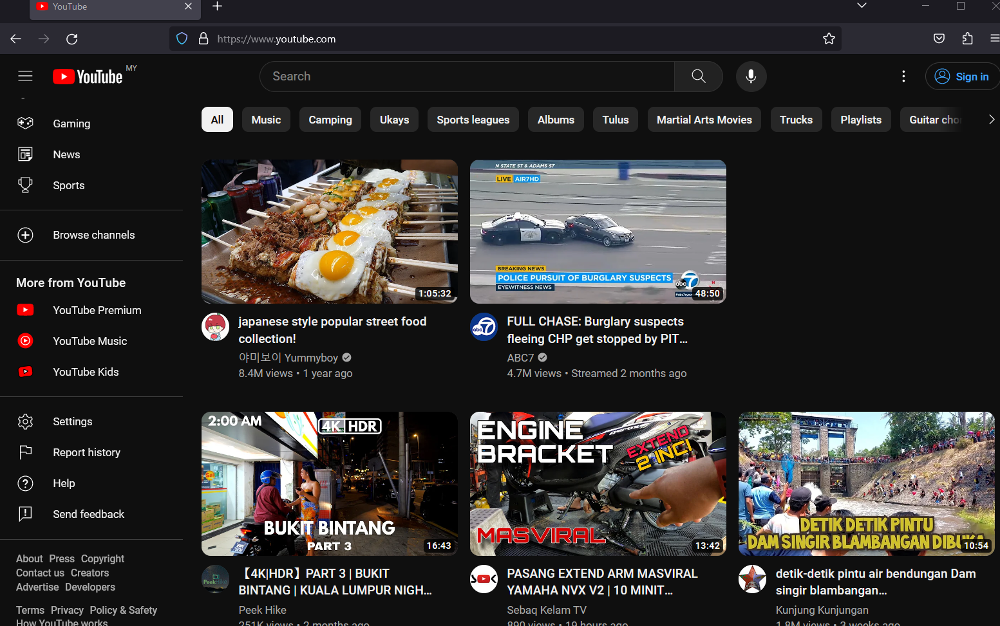 YouTube
https://www.youtube.com
YouTube MY
Search
Sign in
Gaming
News
Sports
Browse channels
More from YouTube
YouTube Premium
YouTube Music
YouTube Kids
Settings
Report history
Help
Send feedback
About Press Copyright
Contact us Creators
Advertise Developers
Terms Privacy Policy & Safety
How YouTube works
All Music Camping Ukays Sports leagues Albums Tulus Martial Arts Movies Trucks Playlists Guitar cho
1:05:32
japanese style popular street food
collection!
야미보이 Yummyboy
8.4M views • 1 year ago
N STATE ST & ADAMS ST
LIVE AIR7HD
BREAKING NEWS
POLICE PURSUIT OF BURGLARY SUSPECTS
EYEWITNESS NEWS
abc 7
48:50
abc 7
FULL CHASE: Burglary suspects
fleeing CHP get stopped by PIT...
ABC7
4.7M views • Streamed 2 months ago
2:00 AM
4K HDR
BUKIT BINTANG
PART 3
16:43
PeekHike
【4K|HDR】PART 3 | BUKIT
BINTANG | KUALA LUMPUR NIGH...
Peek Hike
251K views • 2 months ago
ENGINE
BRACKET
EXTEND
2 INCI
MASVIRAL
13:42
PASANG EXTEND ARM MASVIRAL
YAMAHA NVX V2 | 10 MINIT...
Sebaq Kelam TV
890 views • 19 hours ago
DETIK DETIK PINTU
DAM SINGIR BLAMBANGAN DIBUKA
10:54
detik-detik pintu air bendungan Dam
singir blambangan...
Kunjung Kunjungan
1.8M views • 3 weeks ago